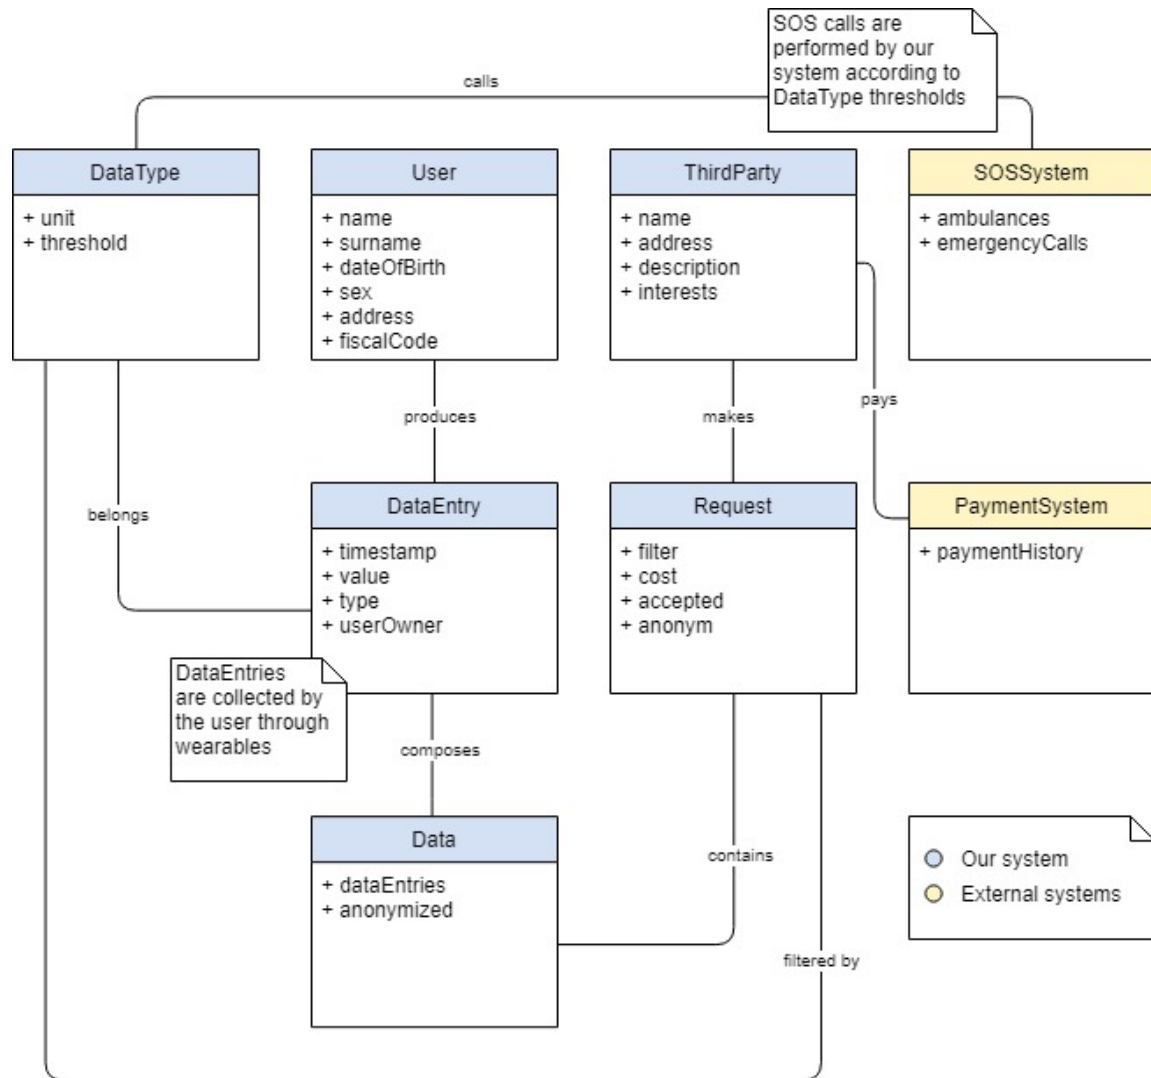 SOS calls are
performed by our
system according to
DataType thresholds
calls
DataType
+ unit
+ threshold
User
+ name
+ surname
+ dateOfBirth
+ sex
+ address
+ fiscalCode
ThirdParty
+ name
+ address
+ description
+ interests
SOSSystem
+ ambulances
+ emergencyCalls
produces
makes
pays
belongs
DataEntry
+ timestamp
+ value
+ type
+ userOwner
Request
+ filter
+ cost
+ accepted
+ anonym
PaymentSystem
+ paymentHistory
DataEntries
are collected by
the user through
wearables
composes
Data
+ dataEntries
+ anonymized
contains
filtered by
Our system
External systems